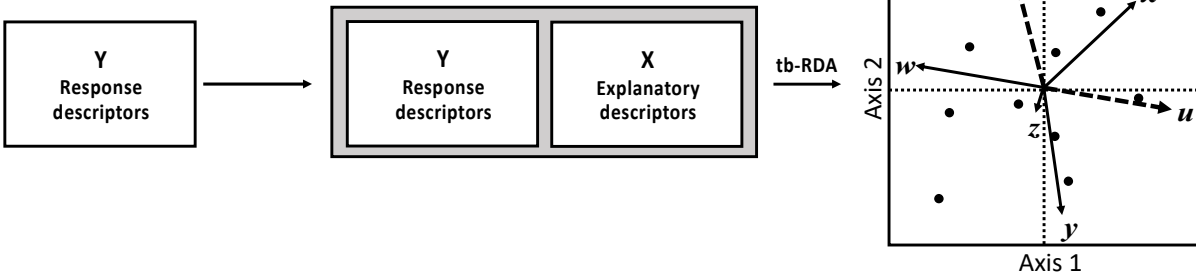 Y
Response
descriptors
Y
Response
descriptors
X
Explanatory
descriptors
tb-RDA
Axis 2
w
z
u
y
Axis 1